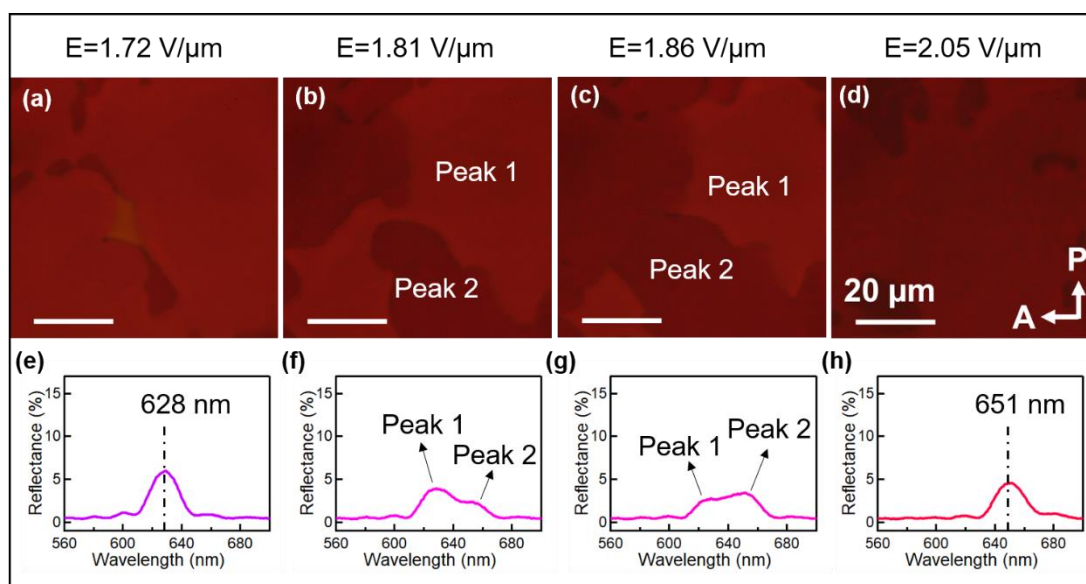 E=1.72 V/µm
E=1.81 V/µm
E=1.86 V/µm
E=2.05 V/µm
(a)
(b)
Peak 1
Peak 2
(c)
Peak 1
Peak 2
(d)
P
A
20 µm
(e)
628 nm
15
10
5
0
Reflectance (%)
560 600 640 680
Wavelength (nm)
(f)
Peak 1
Peak 2
15
10
5
0
Reflectance (%)
560 600 640 680
Wavelength (nm)
(g)
Peak 1
Peak 2
15
10
5
0
Reflectance (%)
560 600 640 680
Wavelength (nm)
(h)
651 nm
15
10
5
0
Reflectance (%)
560 600 640 680
Wavelength (nm)